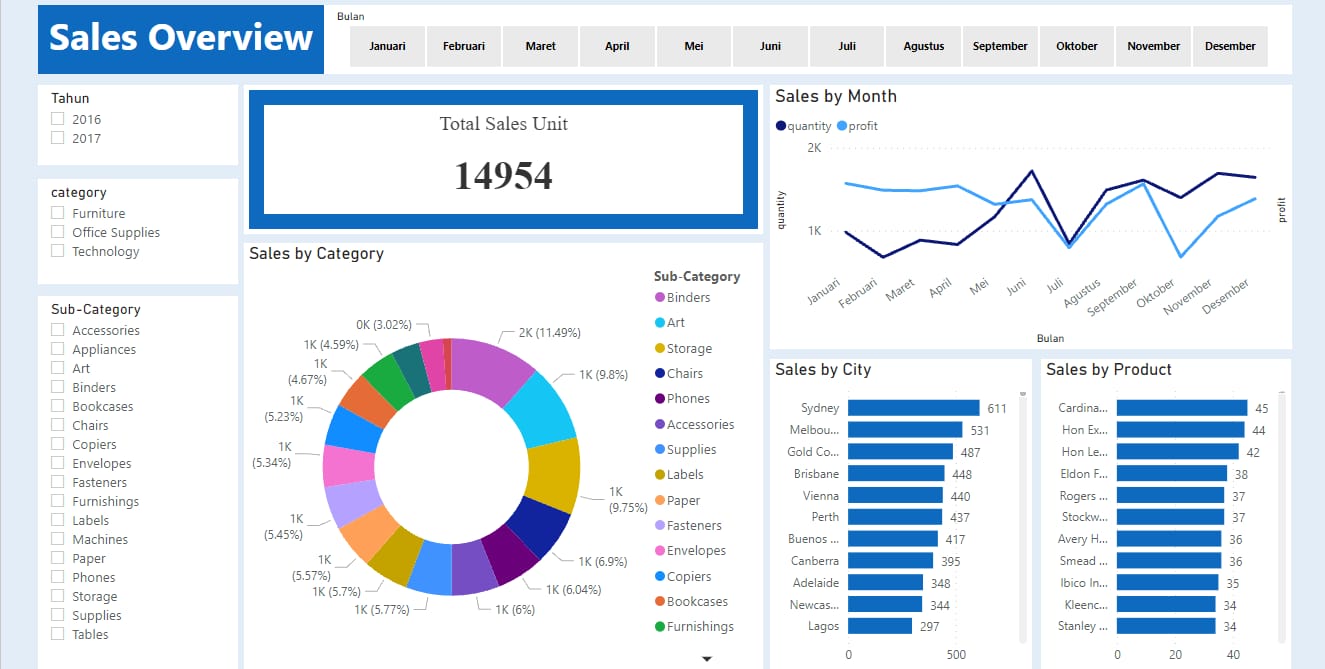 Sales Overview
Bulan
Januari Februari Maret April Mei Juni Juli Agustus September Oktober November Desember
Tahun
2016
2017
category
Furniture
Office Supplies
Technology
Sub-Category
Accessories
Appliances
Art
Binders
Bookcases
Chairs
Copiers
Envelopes
Fasteners
Furnishings
Labels
Machines
Paper
Phones
Storage
Supplies
Tables
Total Sales Unit
14954
Sales by Category
0K (3.02%)
1K (4.59%)
1K
(4.67%)
1K
(5.23%)
1K
(5.34%)
1K
(5.45%)
1K
(5.57%)
1K (5.7%)
1K (5.77%)
2K (11.49%)
1K (9.8%)
1K
(9.75%)
1K (6.9%)
1K (6.04%)
1K (6%)
Sub-Category
Binders
Art
Storage
Chairs
Phones
Accessories
Supplies
Labels
Paper
Fasteners
Envelopes
Copiers
Bookcases
Furnishings
Sales by Month
quantity profit
2K
1K
quantity
profit
Januari Februari Maret April Mei Juni Juli Agustus September Oktober November Desember
Bulan
Sales by City
Sydney 611
Melbou... 531
Gold Co... 487
Brisbane 448
Vienna 440
Perth 437
Buenos ... 417
Canberra 395
Adelaide 348
Newcas... 344
Lagos 297
0 500
Sales by Product
Cardina... 45
Hon Ex... 44
Hon Le... 42
Eldon F... 38
Rogers ... 37
Stockw... 37
Avery H... 36
Smead ... 36
Ibico In... 35
Kleenc... 34
Stanley ... 34
0 20 40